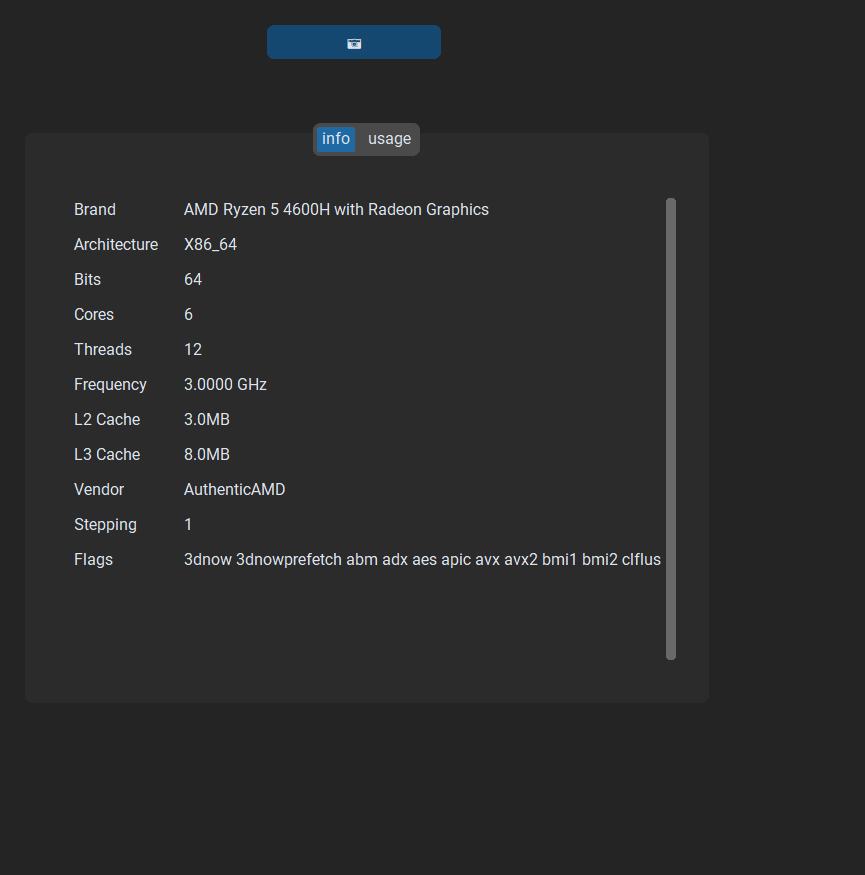 info usage
Brand AMD Ryzen 5 4600H with Radeon Graphics
Architecture X86_64
Bits 64
Cores 6
Threads 12
Frequency 3.0000 GHz
L2 Cache 3.0MB
L3 Cache 8.0MB
Vendor AuthenticAMD
Stepping 1
Flags 3dnow 3dnowprefetch abm adx aes apic avx avx2 bmi1 bmi2 clflus